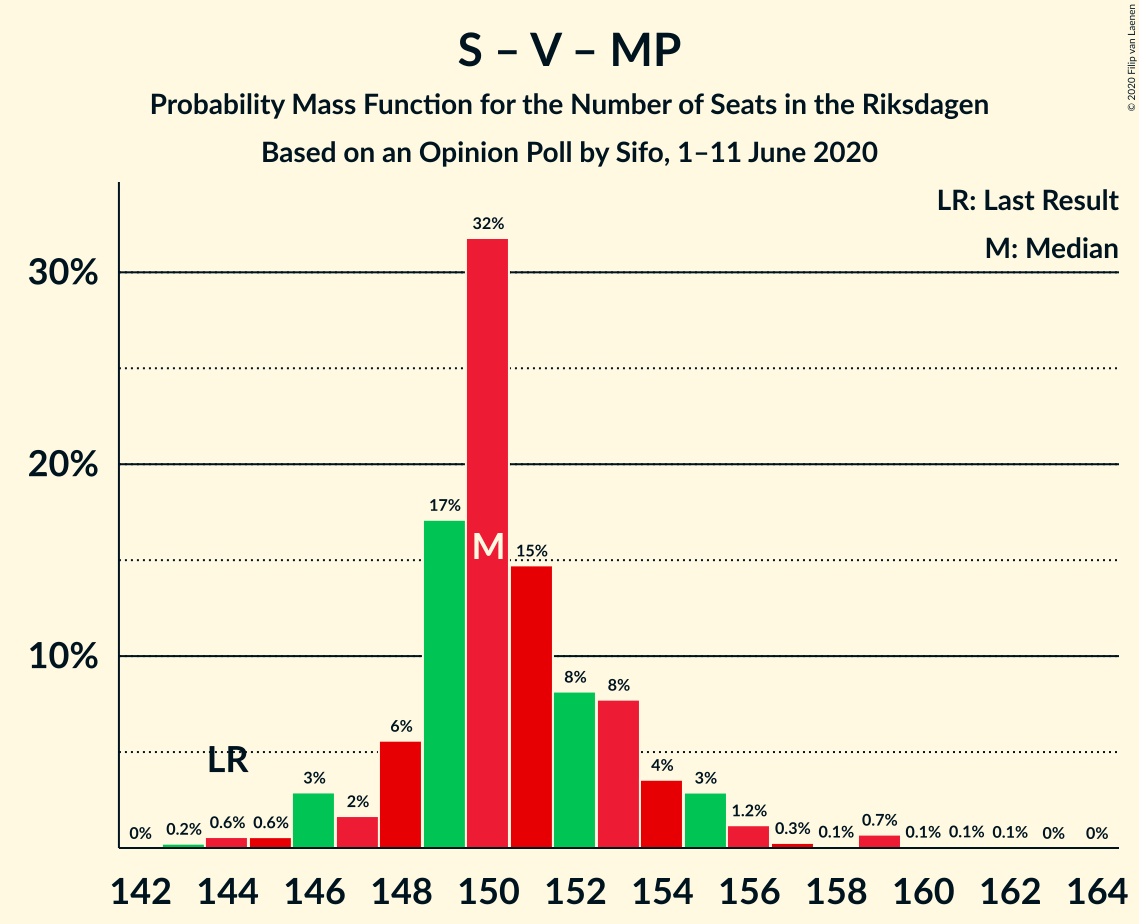 S – V – MP
Probability Mass Function for the Number of Seats in the Riksdagen
Based on an Opinion Poll by Sifo, 1–11 June 2020
© 2020 Filip van Laenen
LR: Last Result
M: Median
30%
20%
10%
0%
0.2%
0.6%
0.6%
3%
2%
6%
17%
32%
15%
8%
8%
4%
3%
1.2%
0.3%
0.1%
0.7%
0.1%
0.1%
0.1%
0%
0%
LR
M
142 144 146 148 150 152 154 156 158 160 162 164